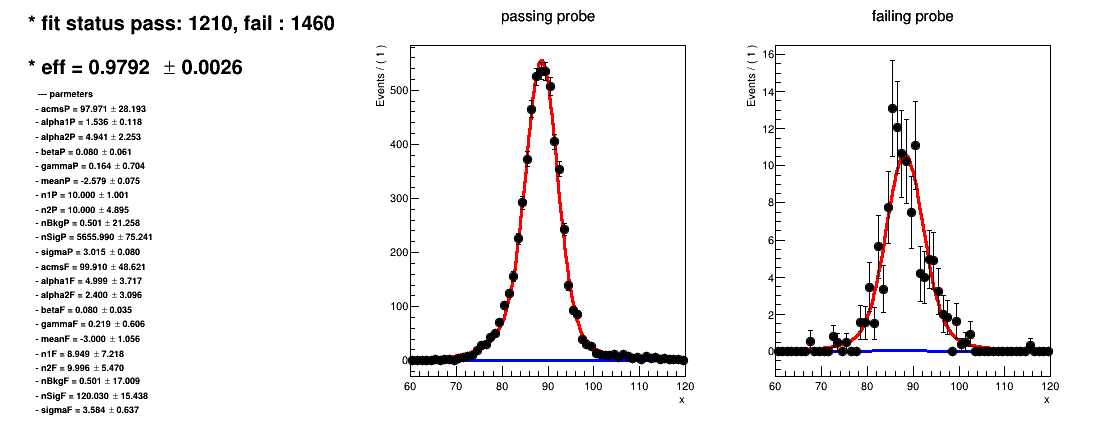 * fit status pass: 1210, fail : 1460
* eff = 0.9792 ± 0.0026
--- parmeters
- acmsP = 97.971 ± 28.193
- alpha1P = 1.536 ± 0.118
- alpha2P = 4.941 ± 2.253
- betaP = 0.080 ± 0.061
- gammaP = 0.164 ± 0.704
- meanP = -2.579 ± 0.075
- n1P = 10.000 ± 1.001
- n2P = 10.000 ± 4.895
- nBkgP = 0.501 ± 21.258
- nSigP = 5655.990 ± 75.241
- sigmaP = 3.015 ± 0.080
- acmsF = 99.910 ± 48.621
- alpha1F = 4.999 ± 3.717
- alpha2F = 2.400 ± 3.096
- betaF = 0.080 ± 0.035
- gammaF = 0.219 ± 0.606
- meanF = -3.000 ± 1.056
- n1F = 8.949 ± 7.218
- n2F = 9.996 ± 5.470
- nBkgF = 0.501 ± 17.009
- nSigF = 120.030 ± 15.438
- sigmaF = 3.584 ± 0.637
passing probe
Events / ( 1 )
500
400
300
200
100
0
60 70 80 90 100 110 120
x
failing probe
Events / ( 1 )
16
14
12
10
8
6
4
2
0
60 70 80 90 100 110 120
x